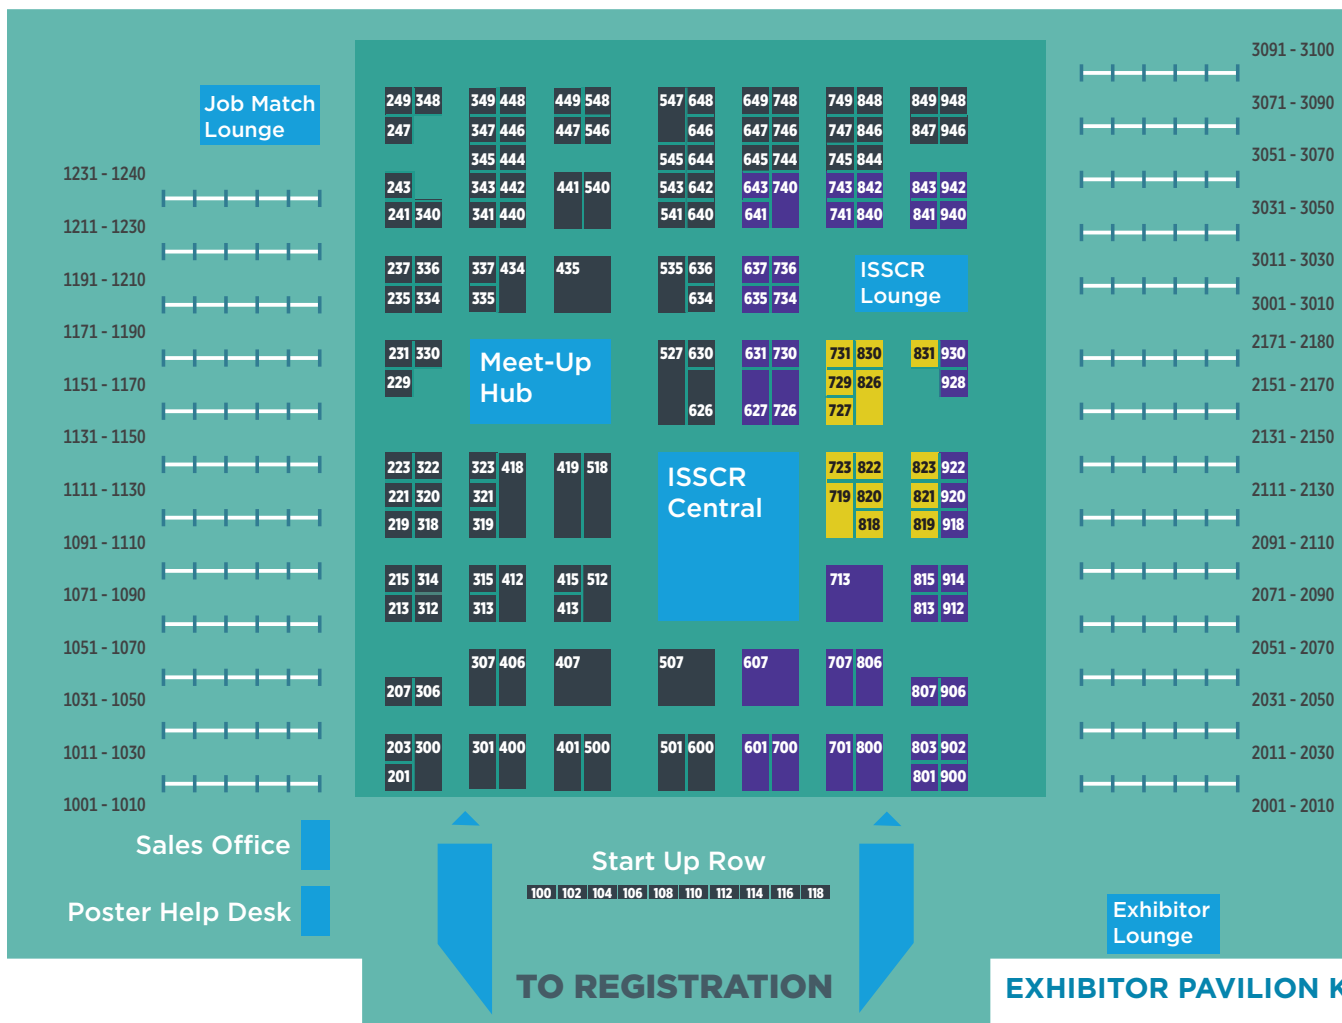 Job Match
Lounge
1231 - 1240
1211 - 1230
1191 - 1210
1171 - 1190
1151 - 1170
1131 - 1150
1111 - 1130
1091 - 1110
1071 - 1090
1051 - 1070
1031 - 1050
1011 - 1030
1001 - 1010
249 348 349 448 449 548 547 648 649 748 749 848 849 948
247 347 446 447 546 646 647 746 747 846 847 946
345 444 545 644 645 744 745 844
243 343 442 441 540 543 642 643 740 743 842 843 942
241 340 341 440 541 640 641 741 840 841 940
237 336 337 434 435 535 636 637 736
235 334 335 634 635 734
ISSCR
Lounge
231 330 527 630 631 730 731 830 831 930
229 729 826 928
626 627 726 727
Meet-Up
Hub
223 322 323 418 419 518 723 822 823 922
221 320 321 719 820 821 920
219 318 319 818 819 918
ISSCR
Central
215 314 315 412 415 512 713 815 914
213 312 313 413 813 912
307 406 407 507 607 707 806
207 306 807 906
203 300 301 400 401 500 501 600 601 700 701 800 803 902
201 801 900
3091 - 3100
3071 - 3090
3051 - 3070
3031 - 3050
3011 - 3030
3001 - 3010
2171 - 2180
2151 - 2170
2131 - 2150
2111 - 2130
2091 - 2110
2071 - 2090
2051 - 2070
2031 - 2050
2011 - 2030
2001 - 2010
Sales Office
Poster Help Desk
Start Up Row
100 102 104 106 108 110 112 114 116 118
Exhibitor
Lounge
TO REGISTRATION
EXHIBITOR PAVILION K